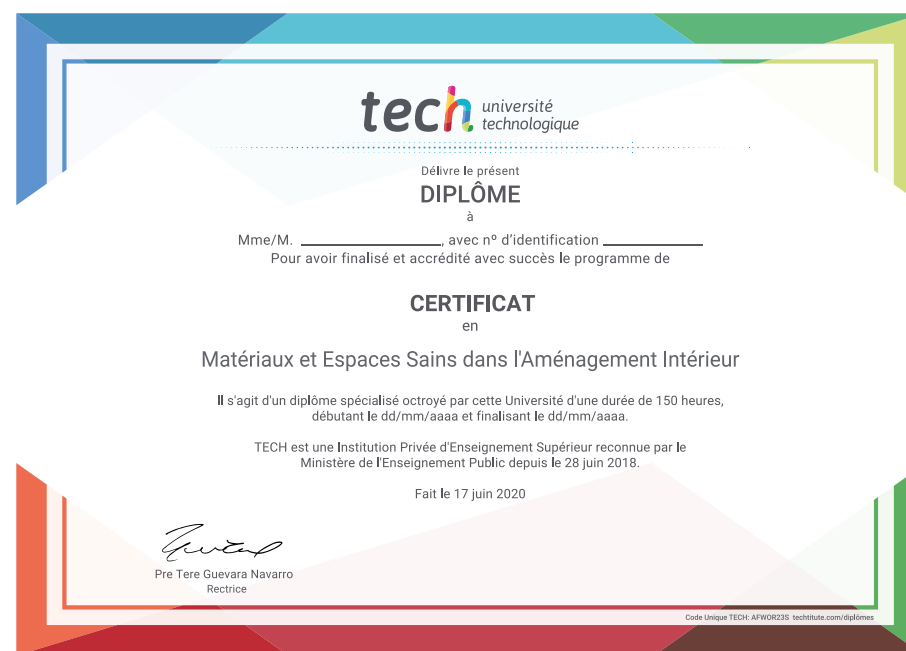 tech université
technologique
Délivre le présent
DIPLÔME
à
Mme/M. ____________________, avec nº d'identification ______________
Pour avoir finalisé et accrédité avec succès le programme de
CERTIFICAT
en
Matériaux et Espaces Sains dans l'Aménagement Intérieur
Il s'agit d'un diplôme spécialisé octroyé par cette Université d'une durée de 150 heures,
débutant le dd/mm/aaaa et finalisant le dd/mm/aaaa.
TECH est une Institution Privée d'Enseignement Supérieur reconnue par le
Ministère de l'Enseignement Public depuis le 28 juin 2018.
Fait le 17 juin 2020
Pre Tere Guevara Navarro
Rectrice
Code Unique TECH: AFWOR23S techtitute.com/diplômes